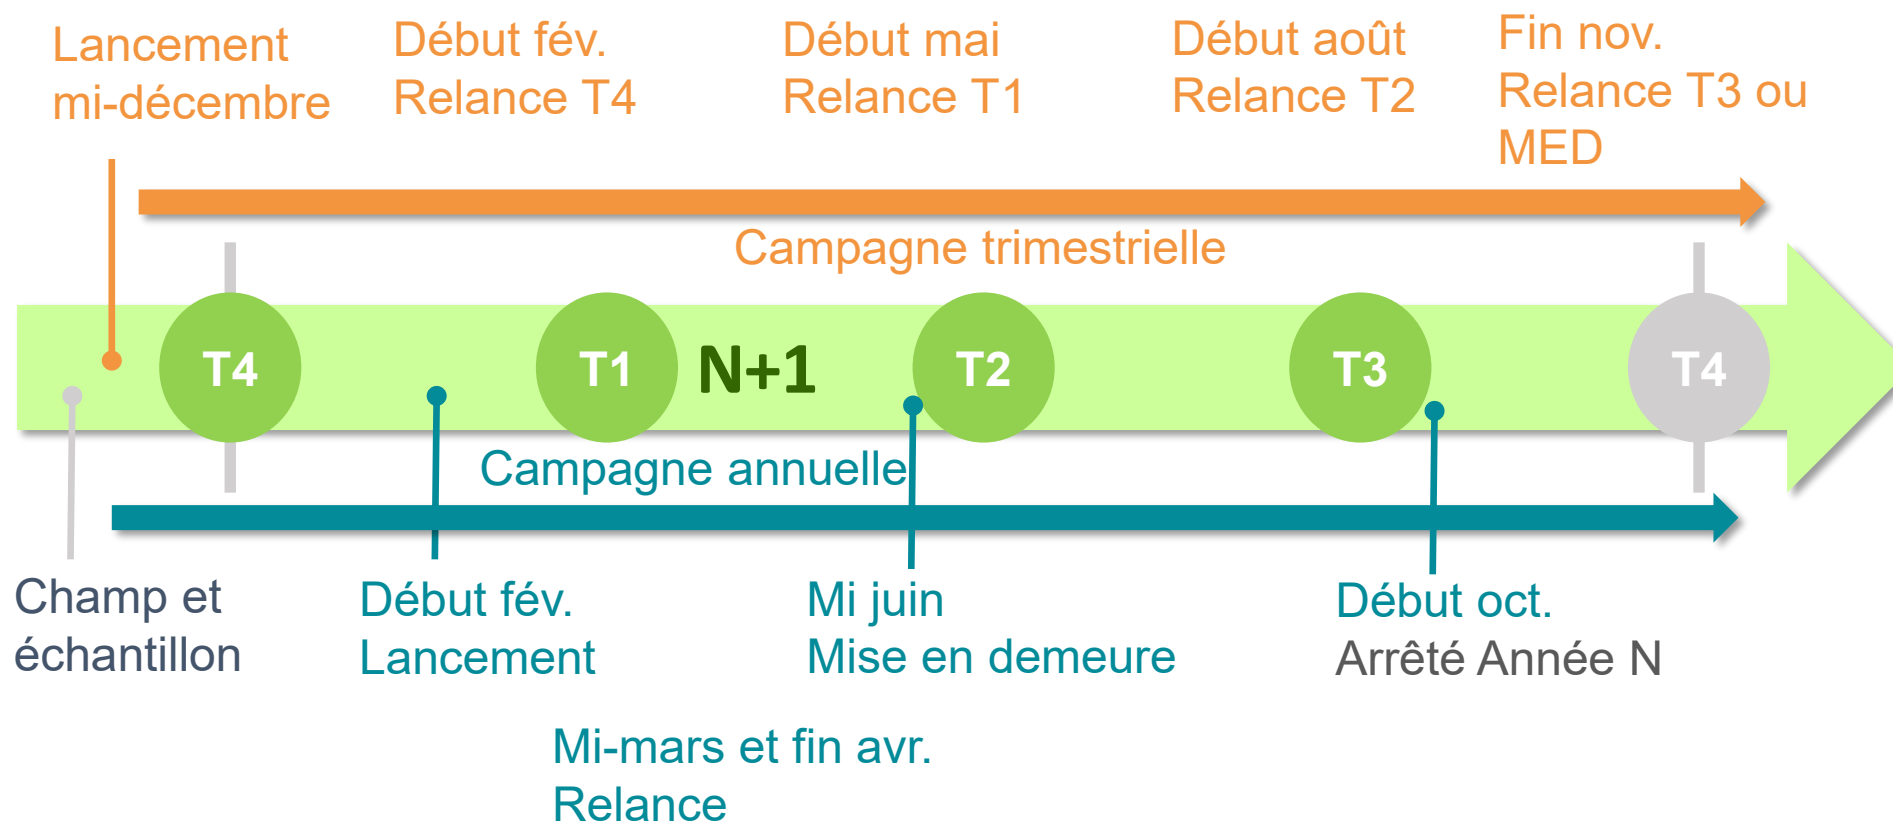 Lancement
mi-décembre
Début fév.
Relance T4
Début mai
Relance T1
Début août
Relance T2
Fin nov.
Relance T3 ou
MED
Campagne trimestrielle
T4
T1
N+1
T2
T3
T4
Campagne annuelle
Champ et
échantillon
Début fév.
Lancement
Mi juin
Mise en demeure
Début oct.
Arrêté Année N
Mi-mars et fin avr.
Relance